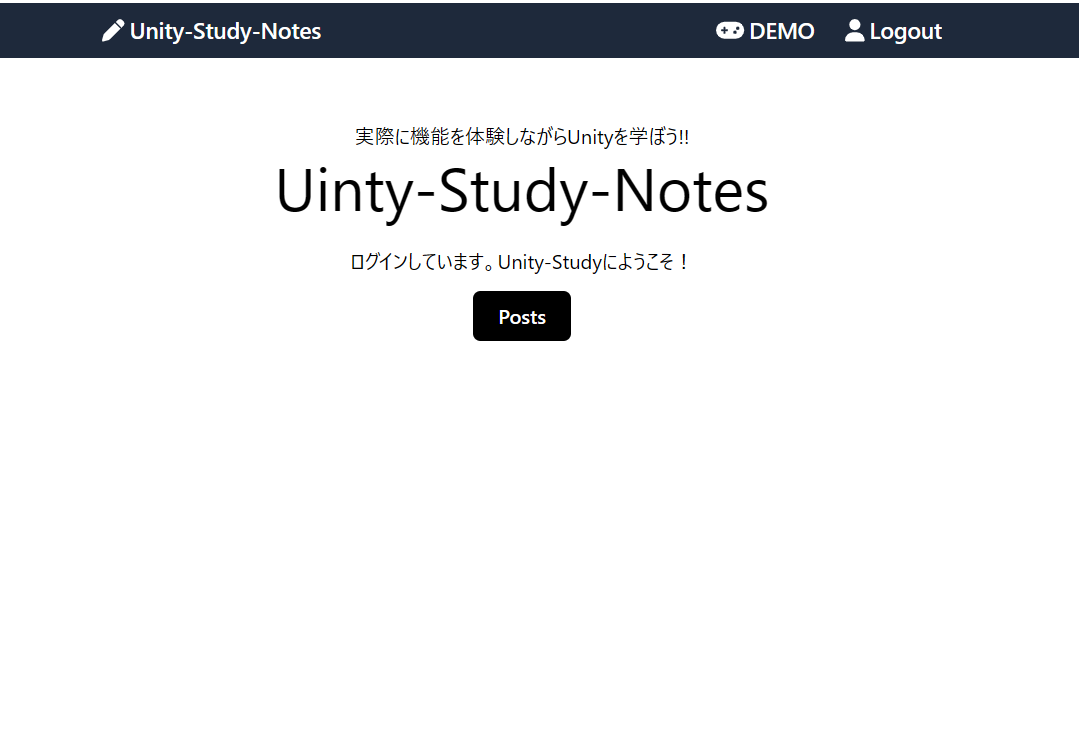 Unity-Study-Notes DEMO Logout
実際に機能を体験しながらUnityを学ぼう!!
Uinty-Study-Notes
ログインしています。Unity-Studyにようこそ！
Posts